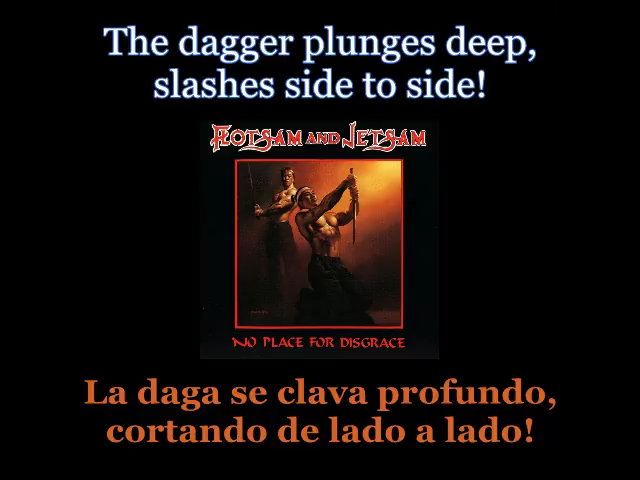 The dagger plunges deep,
slashes side to side!
FLOTSAM AND JETSAM
NO PLACE FOR DISGRACE
La daga se clava profundo,
cortando de lado a lado!